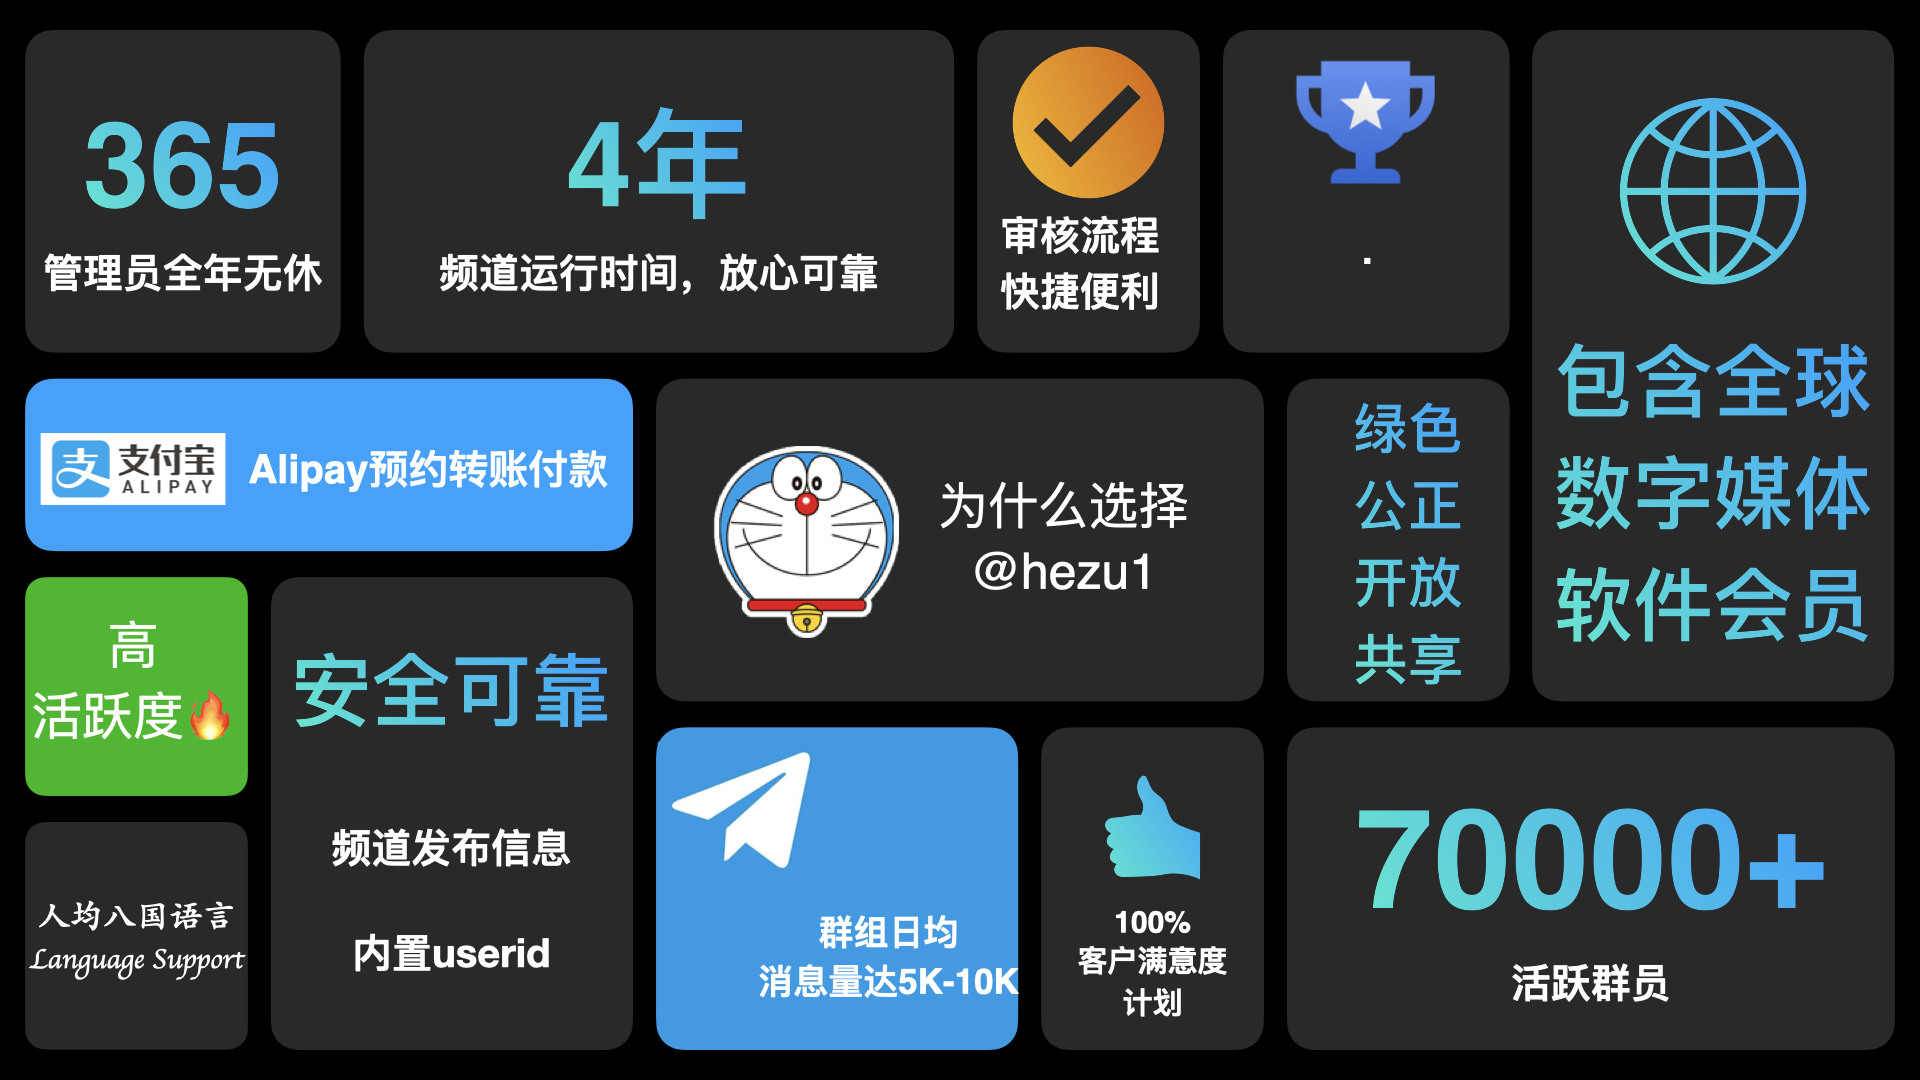 365
管理员全年无休
4年
频道运行时间，放心可靠
审核流程
快捷便利
.
包含全球
数字媒体
软件会员
支付宝
ALIPAY
Alipay预约转账付款
为什么选择
@hezu1
绿色
公正
开放
共享
高
活跃度🔥
安全可靠
频道发布信息
内置userid
人均八国语言
Language Support
群组日均
消息量达5K-10K
100%
客户满意度
计划
70000+
活跃群员